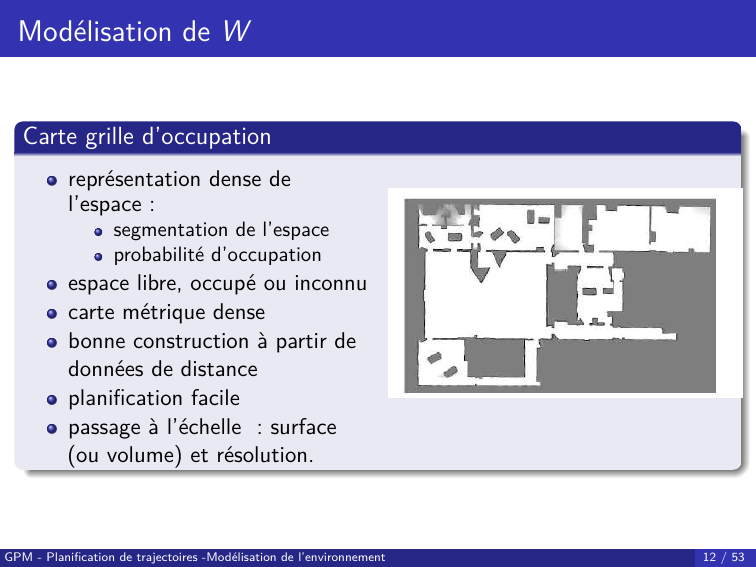 Modélisation de W
Carte grille d'occupation
représentation dense de
l'espace :
segmentation de l'espace
probabilité d'occupation
espace libre, occupé ou inconnu
carte métrique dense
bonne construction à partir de
données de distance
planification facile
passage à l'échelle : surface
(ou volume) et résolution.
GPM - Planification de trajectoires -Modélisation de l'environnement
12 / 53